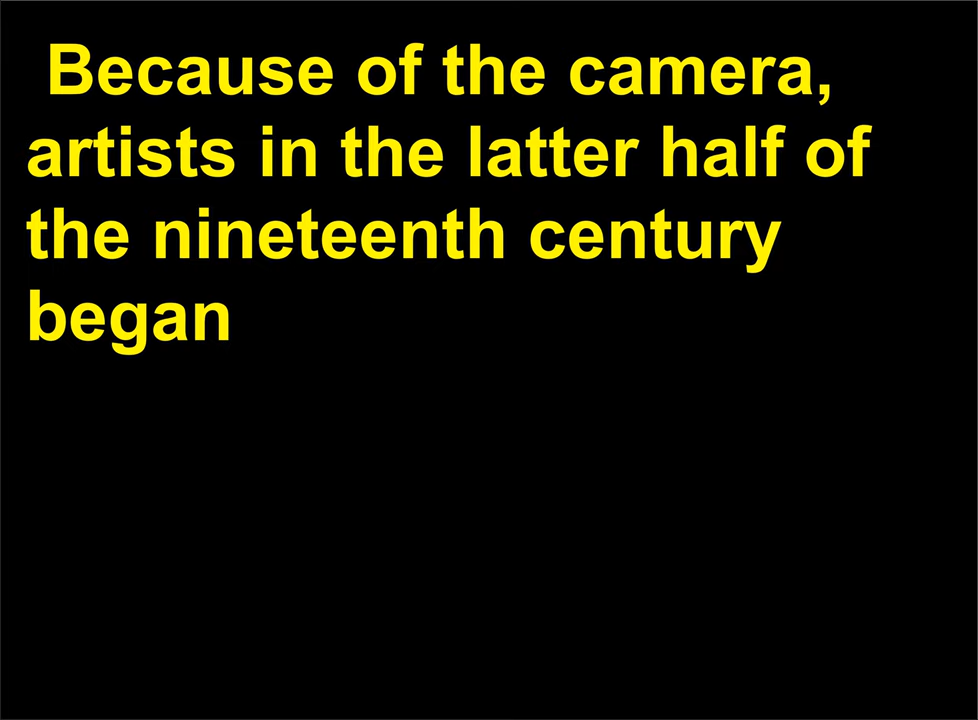 Because of the camera,
artists in the latter half of
the nineteenth century
began